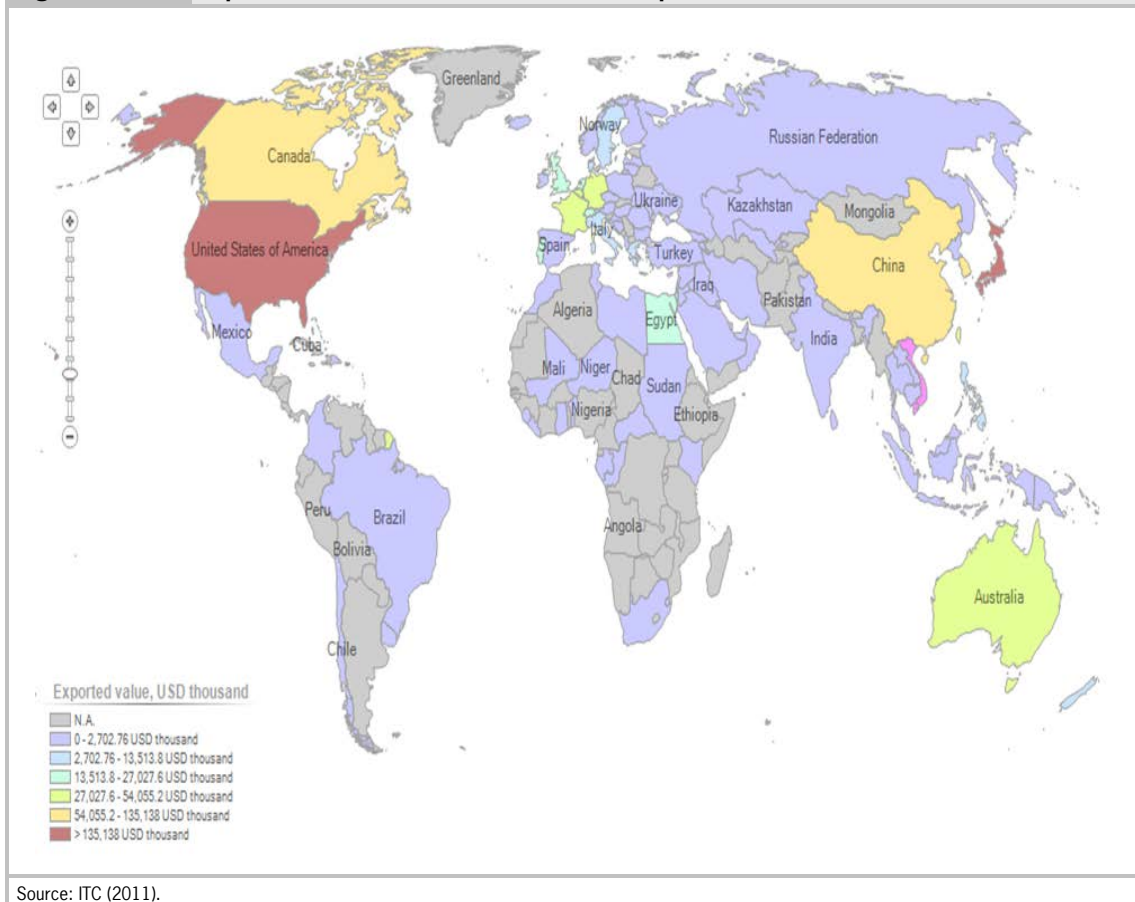 Greenland
Norway
Russian Federation
Canada
Ukraine
Kazakhstan
Mongolia
Italy
United States of America
Spain
Turkey
China
Iraq
Pakistan
Algeria
Egypt
Mexico
India
Cuba
Mali
Niger
Chad
Sudan
Nigeria
Ethiopia
Peru
Brazil
Angola
Bolivia
Australia
Chile
Exported value, USD thousand
N.A.
0 - 2,702.76 USD thousand
2,702.76 - 13,513.8 USD thousand
13,513.8 - 27,027.6 USD thousand
27,027.6 - 54,055.2 USD thousand
54,055.2 - 135,138 USD thousand
> 135,138 USD thousand
Source: ITC (2011).